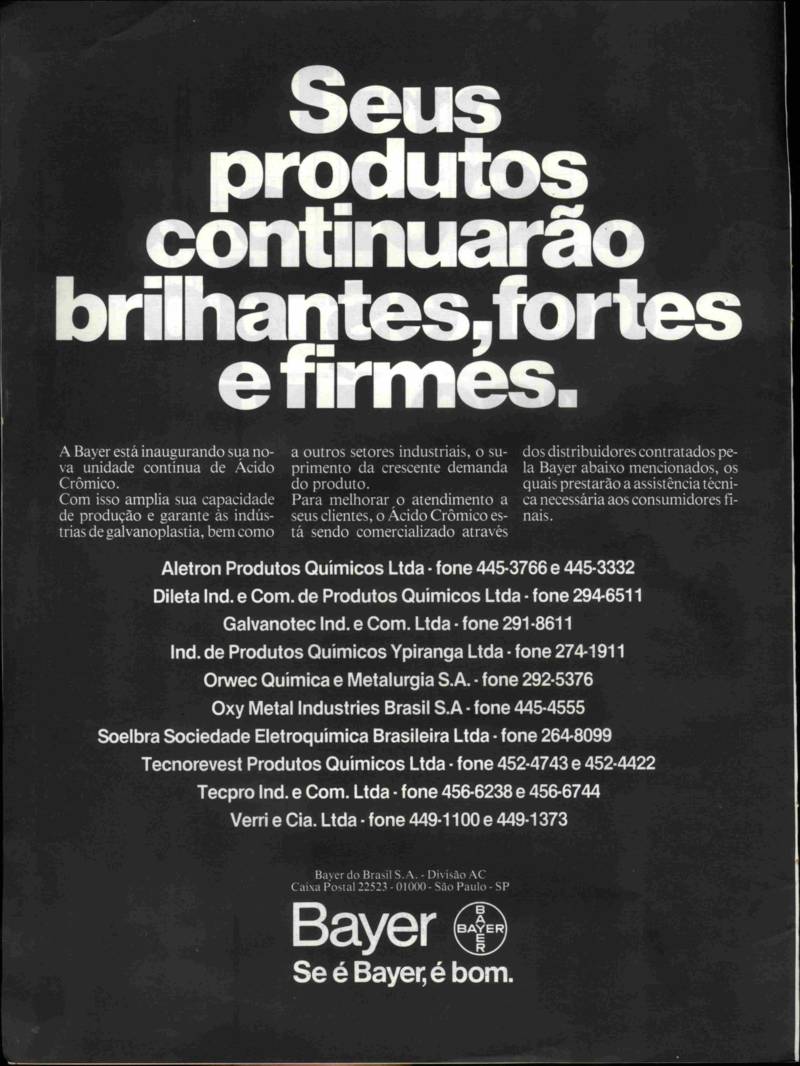 Seus
produtos
continuarão
brilhantes, fortes
e firmes.
A Bayer está inaugurando sua no-
va unidade contínua de Ácido
Crômico.
Com isso amplia sua capacidade
de produção e garante às indús-
trias de galvanoplastia, bem como
a outros setores industriais, o su-
primento da crescente demanda
do produto.
Para melhorar o atendimento a
seus clientes, o Ácido Crômico es-
tá sendo comercializado através
dos distribuidores contratados pe-
la Bayer abaixo mencionados, os
quais prestarão a assistência técni-
ca necessária aos consumidores fi-
nais.
Aletron Produtos Químicos Ltda - fone 445-3766 e 445-3332
Dileta Ind. e Com. de Produtos Químicos Ltda - fone 294-6511
Galvanotec Ind. e Com. Ltda - fone 291-8611
Ind. de Produtos Químicos Ypiranga Ltda - fone 274-1911
Orwec Química e Metalurgia S.A. - fone 292-5376
Oxy Metal Industries Brasil S.A - fone 445-4555
Soelbra Sociedade Eletroquímica Brasileira Ltda - fone 264-8099
Tecnorevest Produtos Químicos Ltda - fone 452-4743 e 452-4422
Tecpro Ind. e Com. Ltda - fone 456-6238 e 456-6744
Verri e Cia. Ltda - fone 449-1100 e 449-1373
Bayer do Brasil S.A. - Divisão AC
Caixa Postal 22523 - 01000 - São Paulo - SP
Bayer BAYER BAYER
Se é Bayer, é bom.